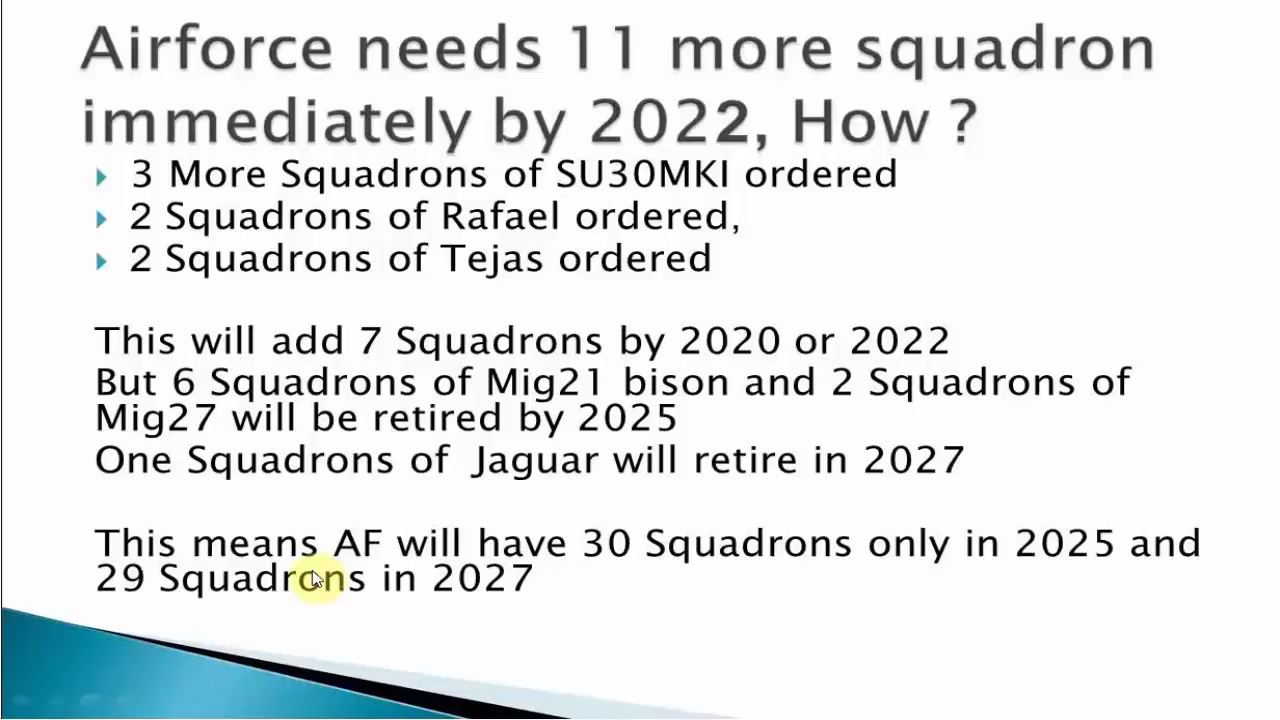 Airforce needs 11 more squadron
immediately by 2022, How ?
3 More Squadrons of SU30MKI ordered
2 Squadrons of Rafael ordered,
2 Squadrons of Tejas ordered
This will add 7 Squadrons by 2020 or 2022
But 6 Squadrons of Mig21 bison and 2 Squadrons of
Mig27 will be retired by 2025
One Squadrons of Jaguar will retire in 2027
This means AF will have 30 Squadrons only in 2025 and
29 Squadrons in 2027